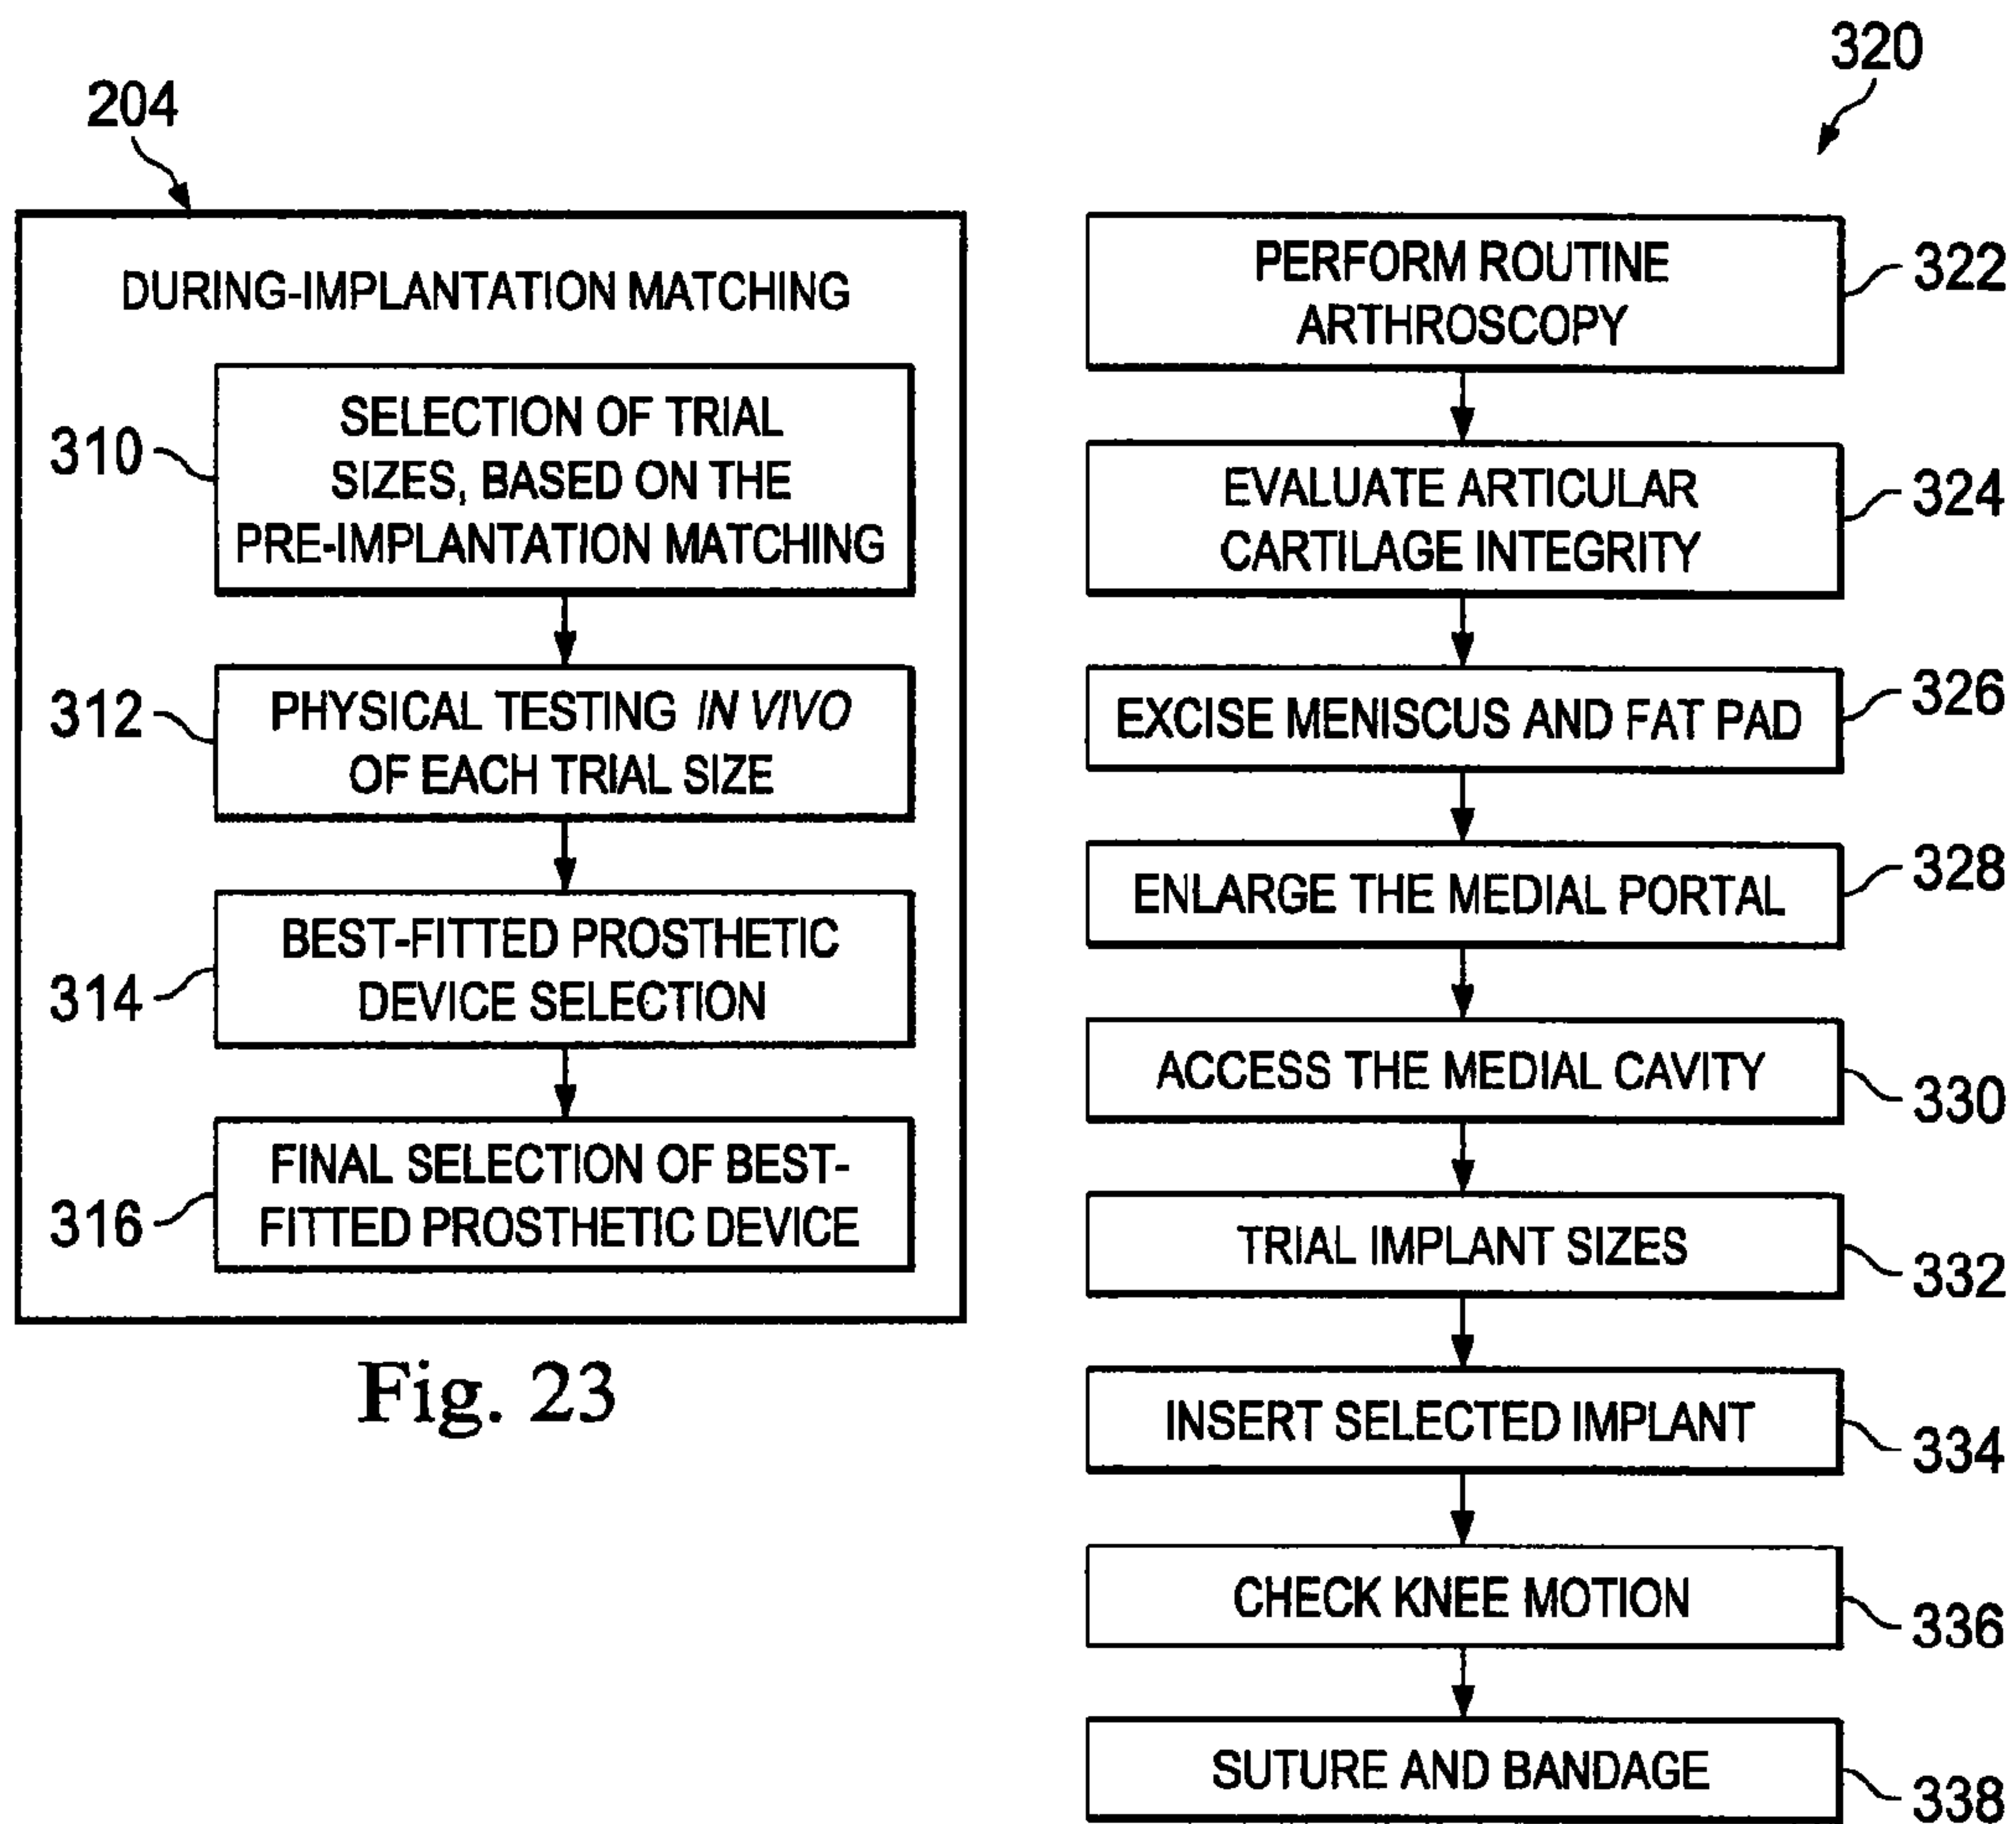 204
DURING-IMPLANTATION MATCHING
310
SELECTION OF TRIAL
SIZES, BASED ON THE
PRE-IMPLANTATION MATCHING
312
PHYSICAL TESTING IN VIVO
OF EACH TRIAL SIZE
314
BEST-FITTED PROSTHETIC
DEVICE SELECTION
316
FINAL SELECTION OF BEST-
FITTED PROSTHETIC DEVICE
Fig. 23
320
PERFORM ROUTINE
ARTHROSCOPY
322
EVALUATE ARTICULAR
CARTILAGE INTEGRITY
324
EXCISE MENISCUS AND FAT PAD
326
ENLARGE THE MEDIAL PORTAL
328
ACCESS THE MEDIAL CAVITY
330
TRIAL IMPLANT SIZES
332
INSERT SELECTED IMPLANT
334
CHECK KNEE MOTION
336
SUTURE AND BANDAGE
338